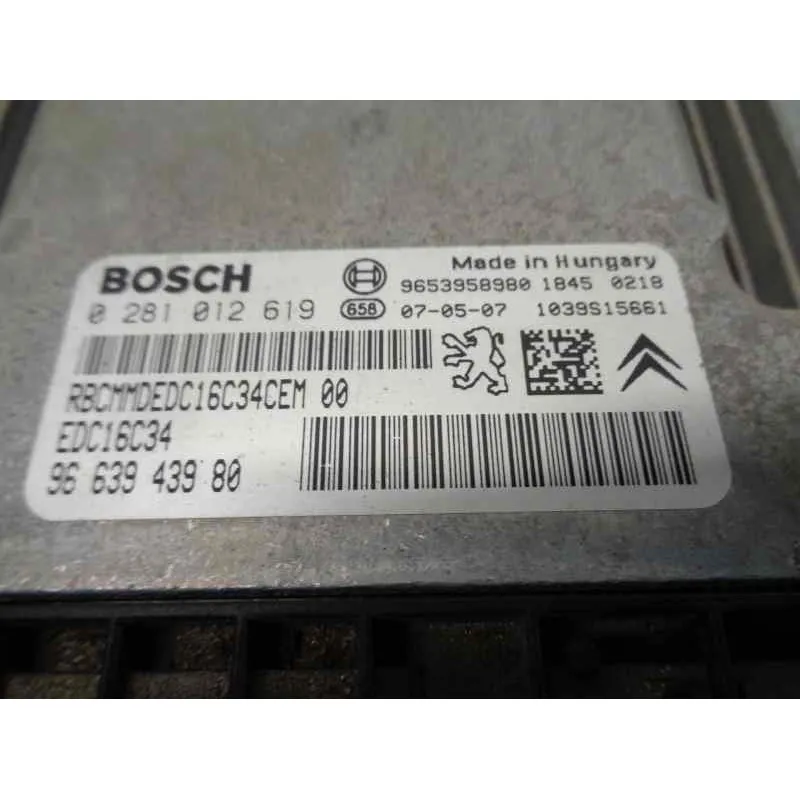 BOSCH
Made in Hungary
9653958980 1845 0218
0 281 012 619
658 07-05-07 1039S15661
RBCMMDEDC16C34CEM 00
EDC16C34
96 639 439 80